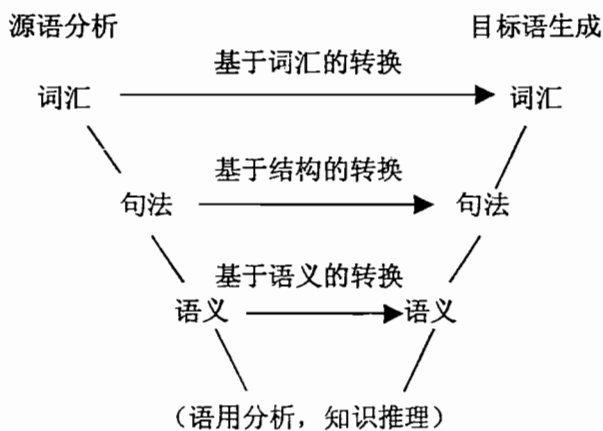 源语分析 目标语生成
基于词汇的转换
词汇 词汇
基于结构的转换
句法 句法
基于语义的转换
语义 语义
（语用分析，知识推理）